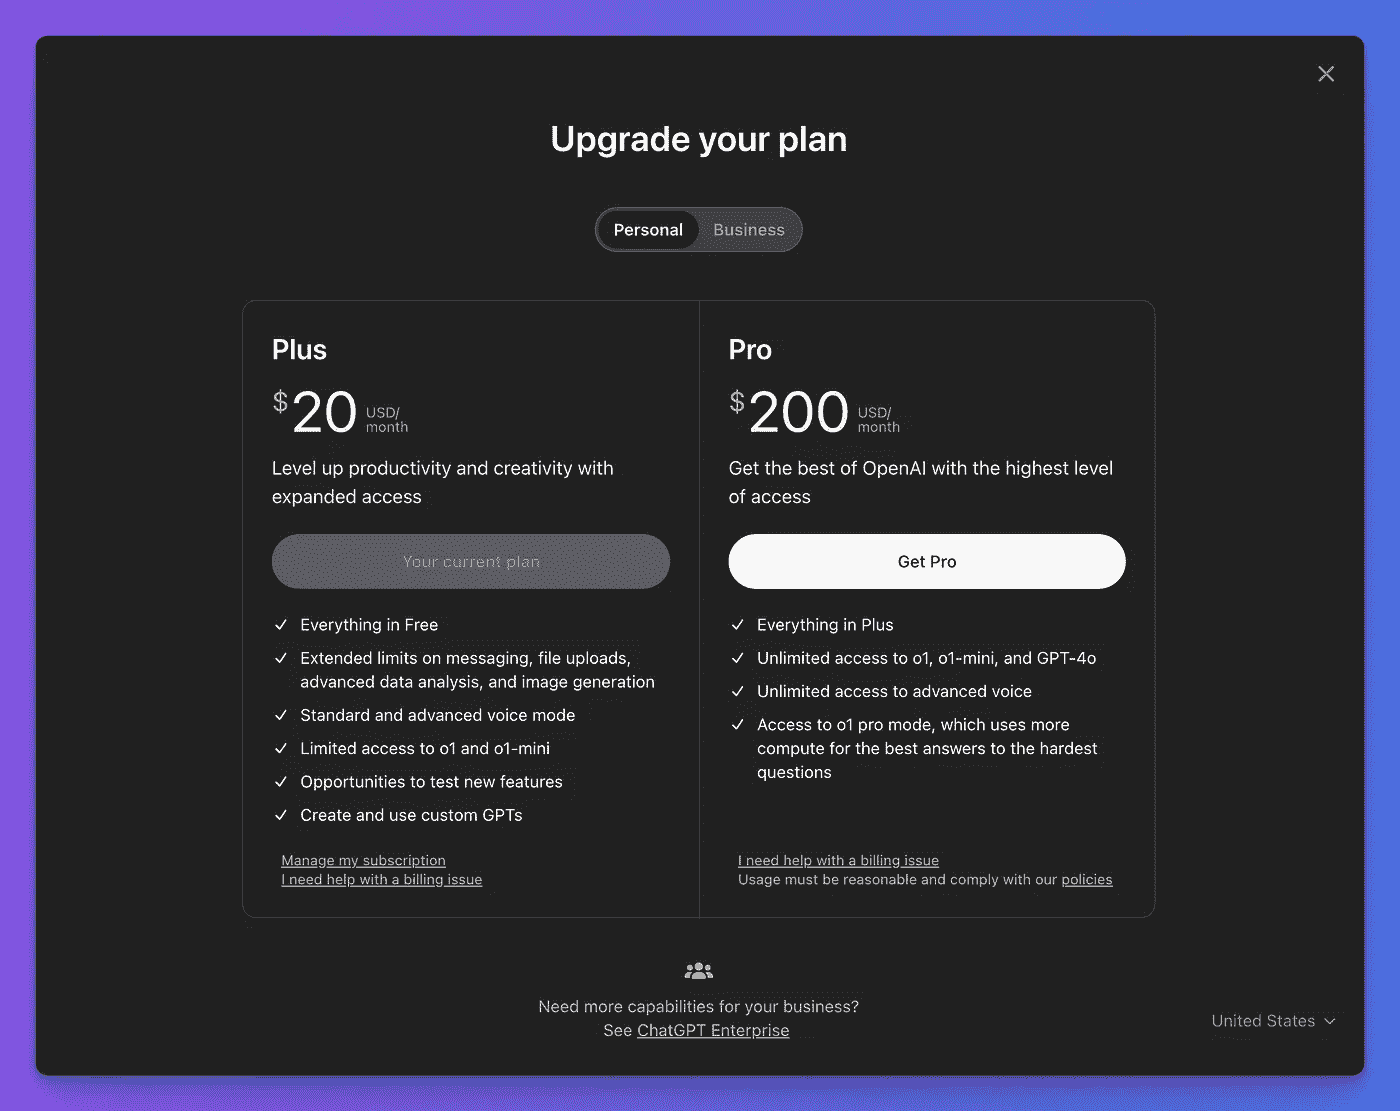 Upgrade your plan
Personal
Business
Plus
$20 USD/
month
Level up productivity and creativity with
expanded access
Your current plan
Everything in Free
Extended limits on messaging, file uploads,
advanced data analysis, and image generation
Standard and advanced voice mode
Limited access to o1 and o1-mini
Opportunities to test new features
Create and use custom GPTs
Manage my subscription
I need help with a billing issue
Pro
$200 USD/
month
Get the best of OpenAI with the highest level
of access
Get Pro
Everything in Plus
Unlimited access to o1, o1-mini, and GPT-4o
Unlimited access to advanced voice
Access to o1 pro mode, which uses more
compute for the best answers to the hardest
questions
I need help with a billing issue
Usage must be reasonable and comply with our policies
Need more capabilities for your business?
See ChatGPT Enterprise
United States